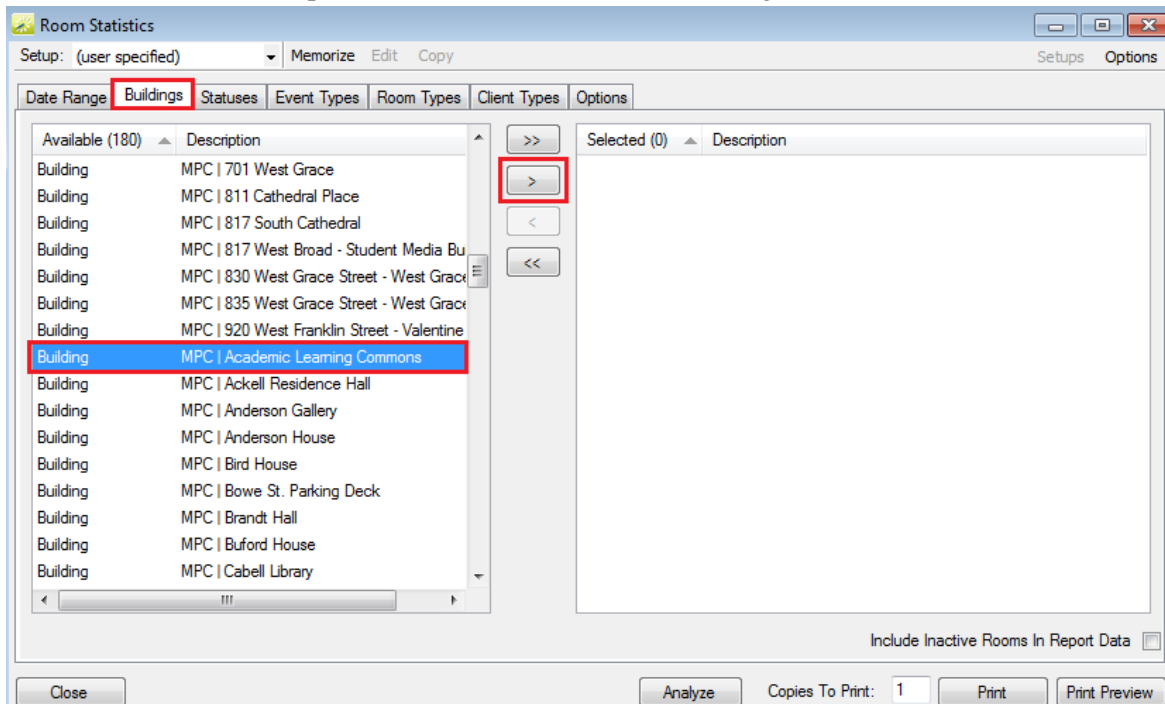 Room Statistics
Setup: (user specified) Memorize Edit Copy Setups Options
Date Range Buildings Statuses Event Types Room Types Client Types Options
Available (180) Description >> Selected (0) Description
Building MPC | 701 West Grace
Building MPC | 811 Cathedral Place >
Building MPC | 817 South Cathedral <
Building MPC | 817 West Broad - Student Media Bu
Building MPC | 830 West Grace Street - West Grace <<
Building MPC | 835 West Grace Street - West Grace
Building MPC | 920 West Franklin Street - Valentine
Building MPC | Academic Learning Commons
Building MPC | Ackell Residence Hall
Building MPC | Anderson Gallery
Building MPC | Anderson House
Building MPC | Bird House
Building MPC | Bowe St. Parking Deck
Building MPC | Brandt Hall
Building MPC | Buford House
Building MPC | Cabell Library
Include Inactive Rooms In Report Data
Close Analyze Copies To Print: 1 Print Print Preview